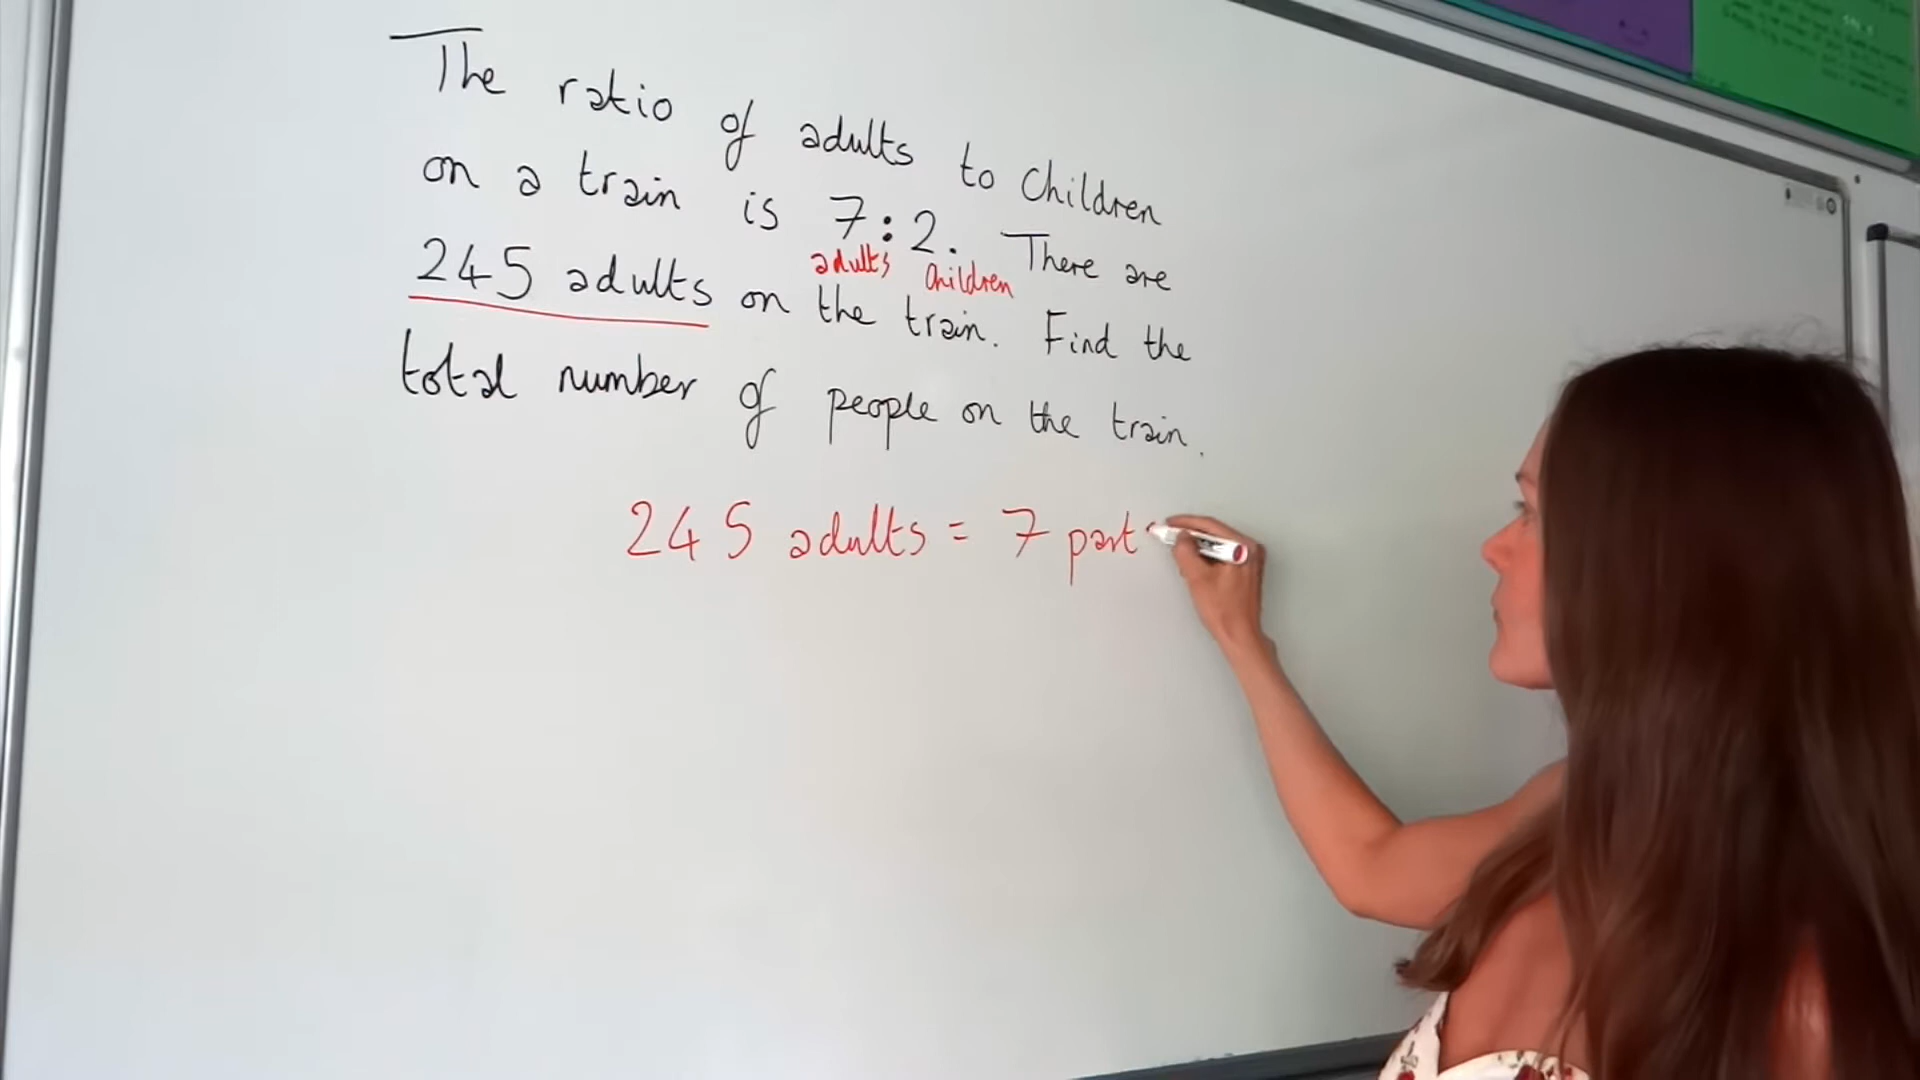 The ratio of adults to Children
on a train is 7:2. There are
adults Children
245 adults on the train. Find the
total number of people on the train.
245 adults = 7 part